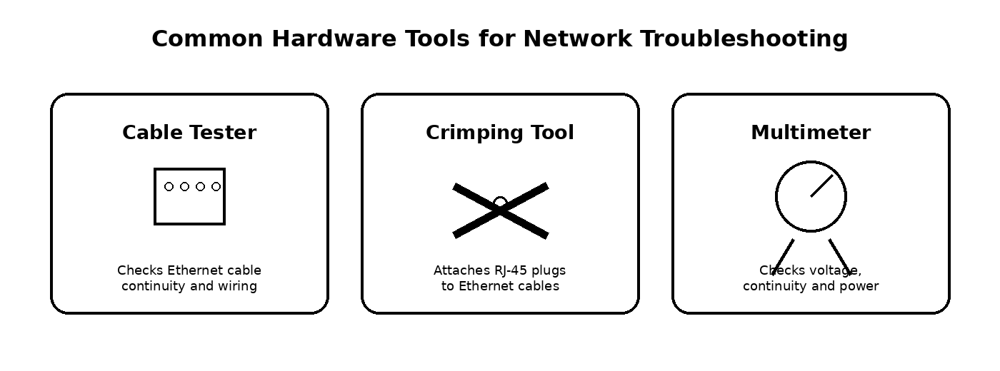 Common Hardware Tools for Network Troubleshooting
Cable Tester
Checks Ethernet cable
continuity and wiring
Crimping Tool
Attaches RJ-45 plugs
to Ethernet cables
Multimeter
Checks voltage,
continuity and power